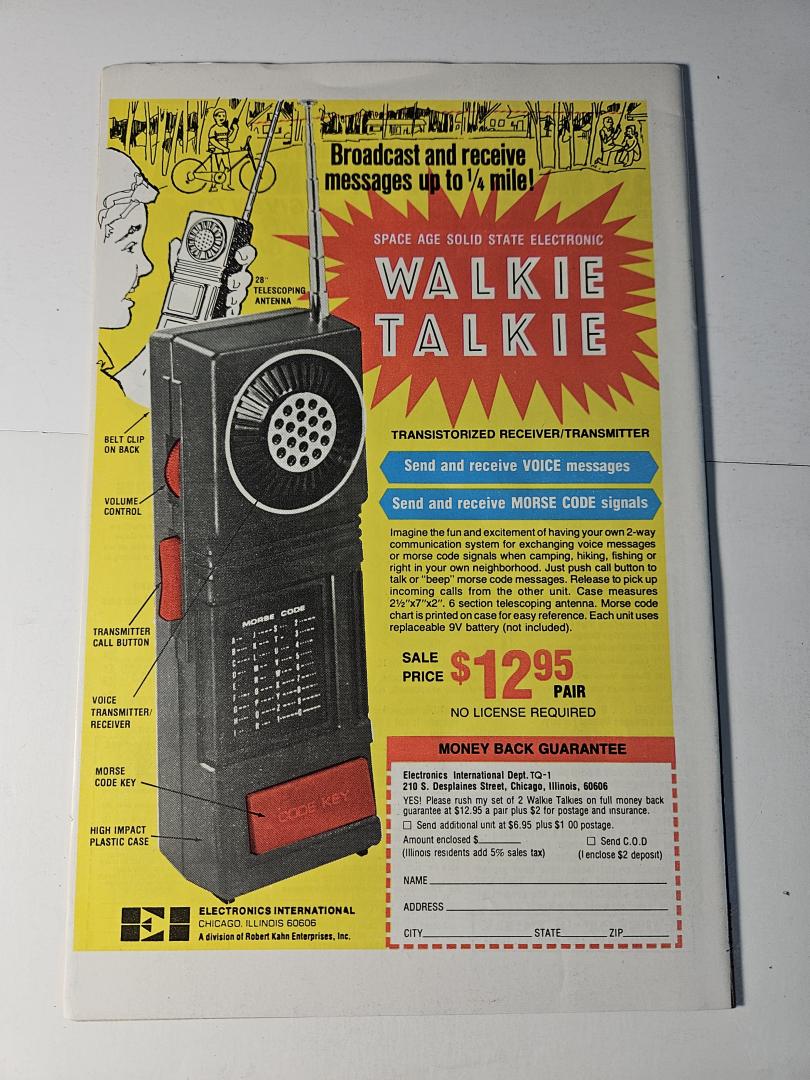 Broadcast and receive
messages up to 1/4 mile!
SPACE AGE SOLID STATE ELECTRONIC
WALKIE
TALKIE
28"
TELESCOPING
ANTENNA
BELT CLIP
ON BACK
VOLUME
CONTROL
TRANSMITTER
CALL BUTTON
VOICE
TRANSMITTER/
RECEIVER
MORSE
CODE KEY
HIGH IMPACT
PLASTIC CASE
MORSE CODE
CODE KEY
TRANSISTORIZED RECEIVER/TRANSMITTER
Send and receive VOICE messages
Send and receive MORSE CODE signals
Imagine the fun and excitement of having your own 2-way
communication system for exchanging voice messages
or morse code signals when camping, hiking, fishing or
right in your own neighborhood. Just push call button to
talk or "beep" morse code messages. Release to pick up
incoming calls from the other unit. Case measures
2½"x7"x2". 6 section telescoping antenna. Morse code
chart is printed on case for easy reference. Each unit uses
replaceable 9V battery (not included).
SALE
PRICE $12.95
PAIR
NO LICENSE REQUIRED
MONEY BACK GUARANTEE
Electronics International Dept. TQ-1
210 S. Desplaines Street, Chicago, Illinois, 60606
YES! Please rush my set of 2 Walkie Talkies on full money back
guarantee at $12.95 a pair plus $2 for postage and insurance.
Send additional unit at $6.95 plus $1 00 postage.
Amount enclosed $ Send C.O.D
(Illinois residents add 5% sales tax) (I enclose $2 deposit)
NAME
ADDRESS
CITY STATE ZIP
EI
ELECTRONICS INTERNATIONAL
CHICAGO, ILLINOIS 60606
A division of Robert Kahn Enterprises, Inc.